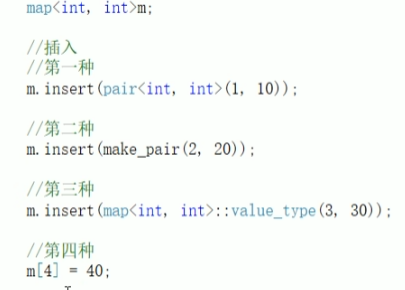 map<int, int>m;
//插入
//第一种
m.insert(pair<int, int>(1, 10));
//第二种
m.insert(make_pair(2, 20));
//第三种
m.insert(map<int, int>::value_type(3, 30));
//第四种
m[4] = 40;